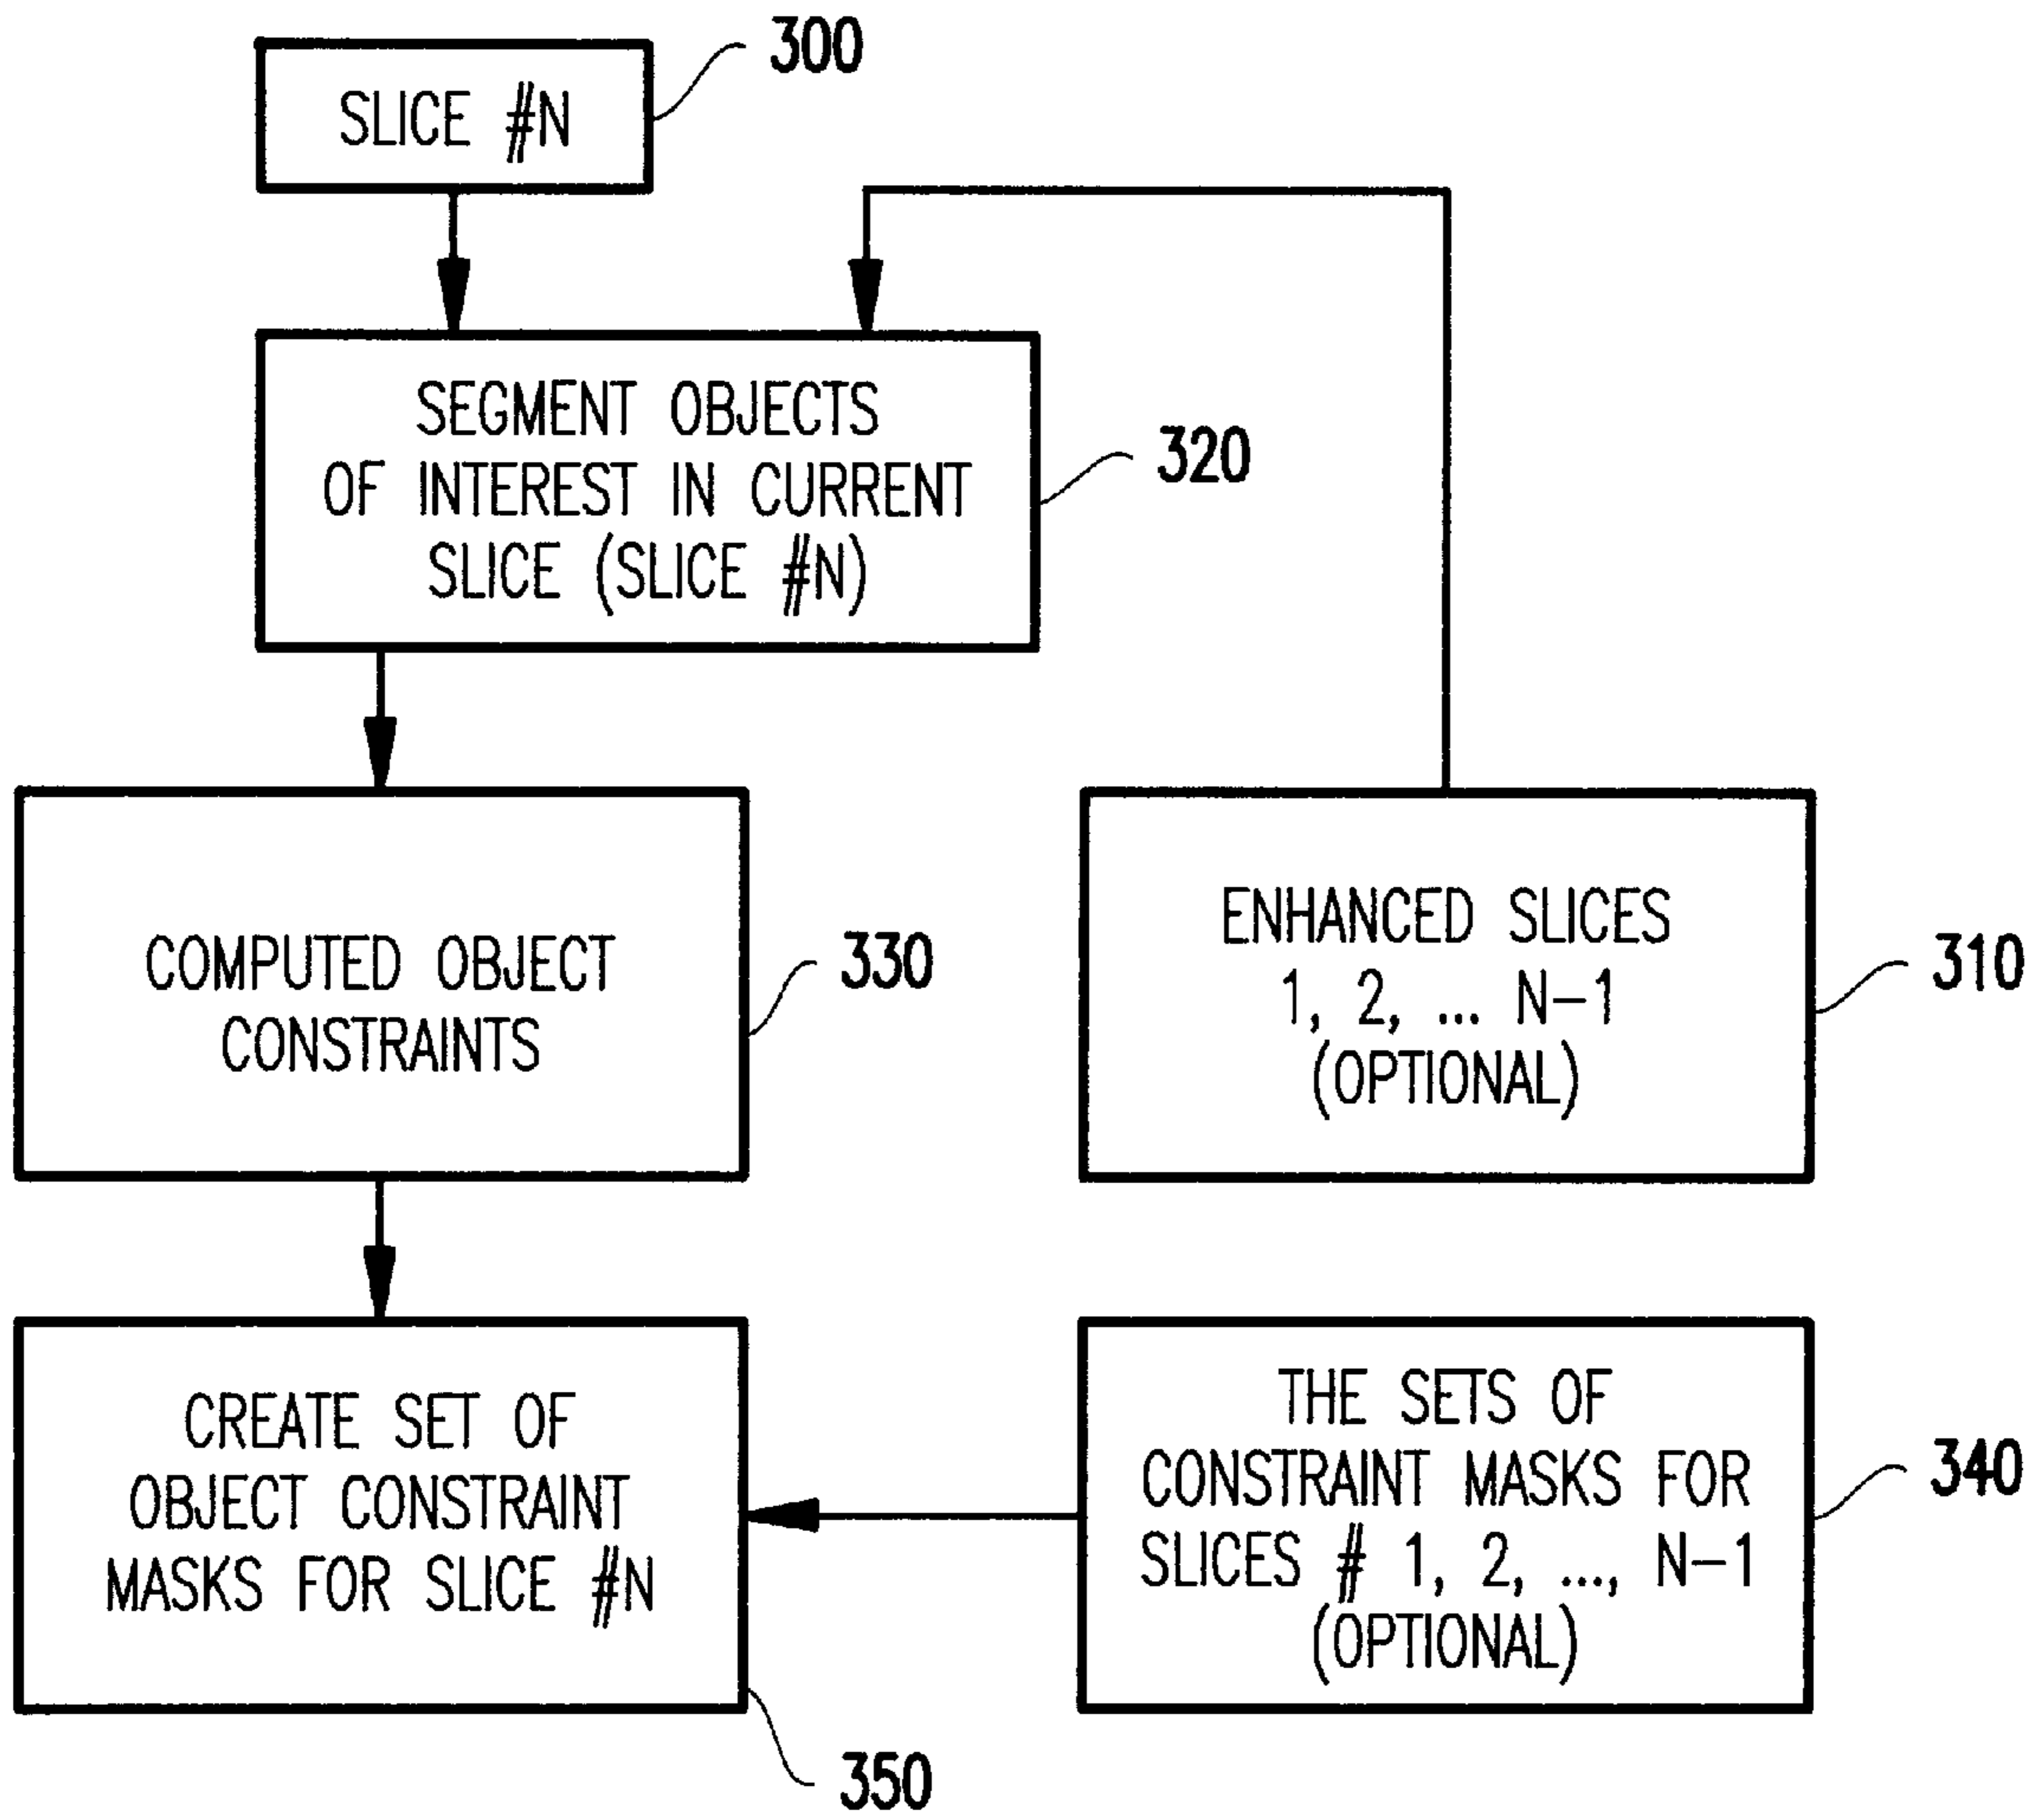 300
SLICE #N
SEGMENT OBJECTS
OF INTEREST IN CURRENT
SLICE (SLICE #N)
320
COMPUTED OBJECT
CONSTRAINTS
330
ENHANCED SLICES
1, 2, ... N-1
(OPTIONAL)
310
CREATE SET OF
OBJECT CONSTRAINT
MASKS FOR SLICE #N
350
THE SETS OF
CONSTRAINT MASKS FOR
SLICES # 1, 2, ..., N-1
(OPTIONAL)
340